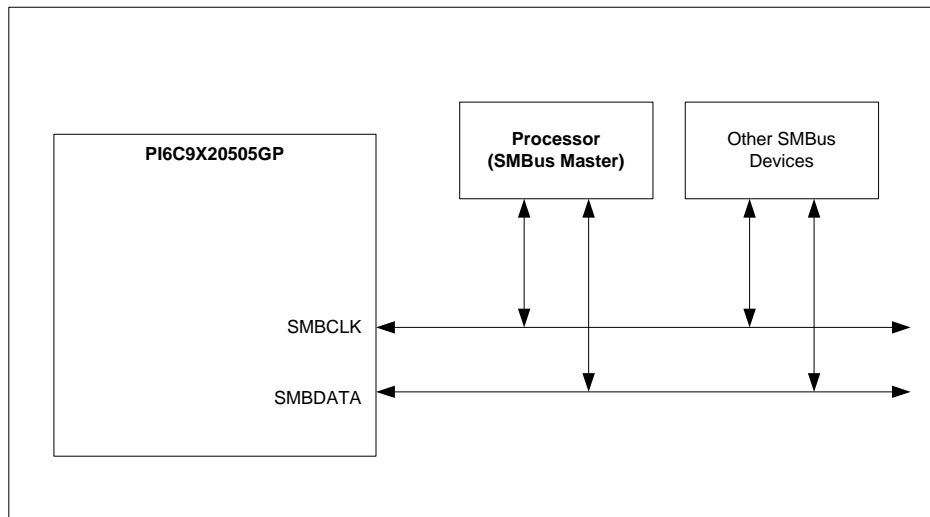 PI6C9X20505GP
Processor
(SMBus Master)
Other SMBus
Devices
SMBCLK
SMBDATA